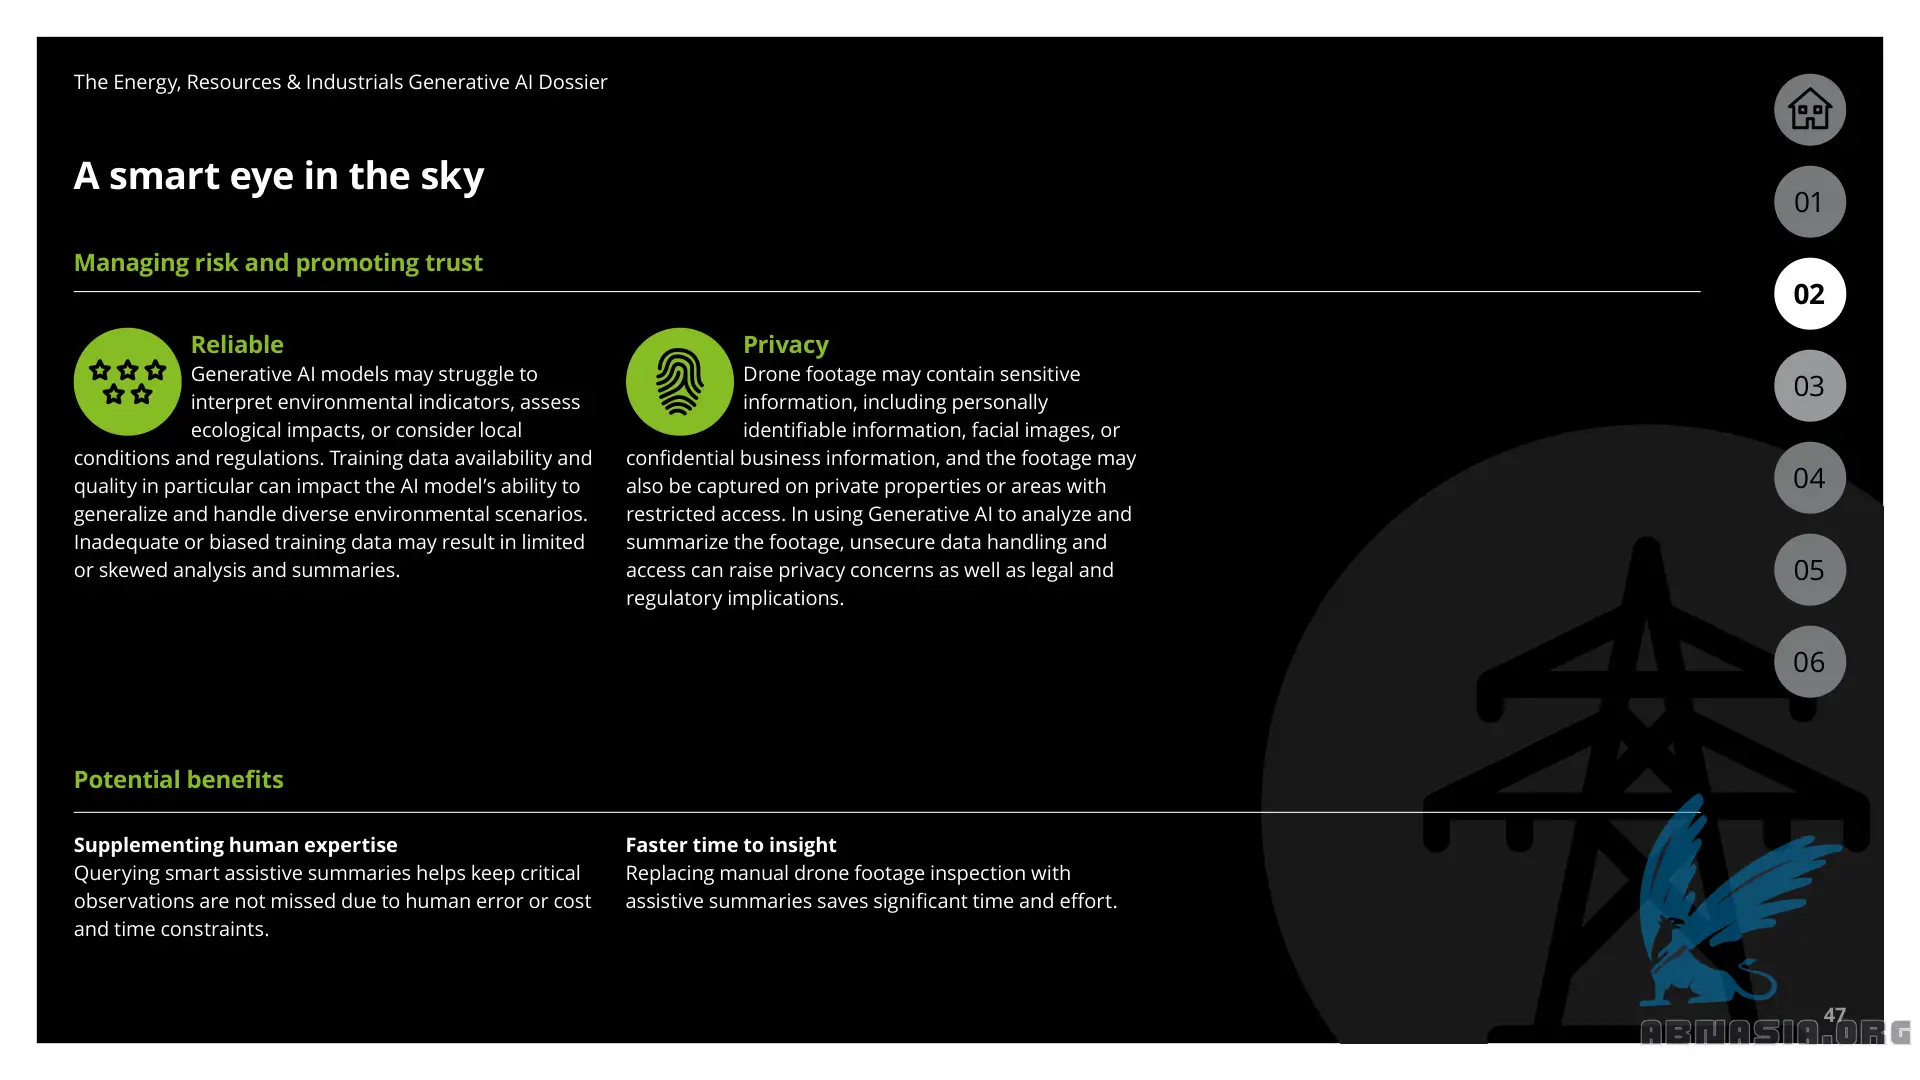 The Energy, Resources & Industrials Generative AI Dossier
A smart eye in the sky
Managing risk and promoting trust
Reliable
Generative AI models may struggle to
interpret environmental indicators, assess
ecological impacts, or consider local
conditions and regulations. Training data availability and
quality in particular can impact the AI model’s ability to
generalize and handle diverse environmental scenarios.
Inadequate or biased training data may result in limited
or skewed analysis and summaries.
Privacy
Drone footage may contain sensitive
information, including personally
identifiable information, facial images, or
confidential business information, and the footage may
also be captured on private properties or areas with
restricted access. In using Generative AI to analyze and
summarize the footage, unsecure data handling and
access can raise privacy concerns as well as legal and
regulatory implications.
Potential benefits
Supplementing human expertise
Querying smart assistive summaries helps keep critical
observations are not missed due to human error or cost
and time constraints.
Faster time to insight
Replacing manual drone footage inspection with
assistive summaries saves significant time and effort.
01
02
03
04
05
06
47
ABMASIA.ORG